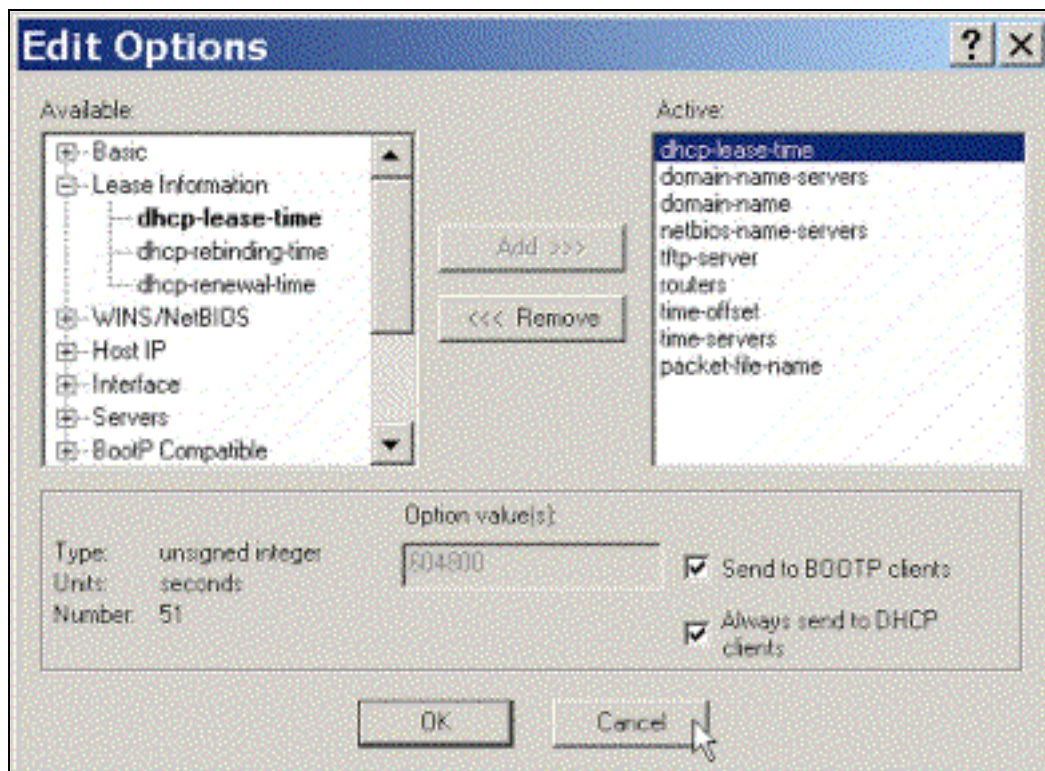 Edit Options
Available:
Active:
Basic
Lease Information
dhcp-lease-time
dhcp-rebinding-time
dhcp-renewal-time
WINS/NetBIOS
Host IP
Interface
Servers
BootP Compatible
Add >>>
<<< Remove
dhcp-lease-time
domain-name-servers
domain-name
netbios-name-servers
tftp-server
routers
time-offset
time-servers
packet-file-name
Option value(s):
Type: unsigned integer
Units: seconds
Number: 51
604800
Send to BOOTP clients
Always send to DHCP
clients
OK
Cancel